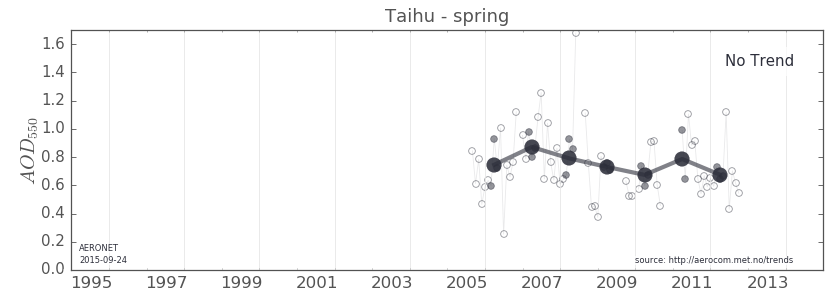 Taihu - spring
No Trend
AOD550
1.6
1.4
1.2
1.0
0.8
0.6
0.4
0.2
0.0
AERONET
2015-09-24
source: http://aerocom.met.no/trends
1995 1997 1999 2001 2003 2005 2007 2009 2011 2013